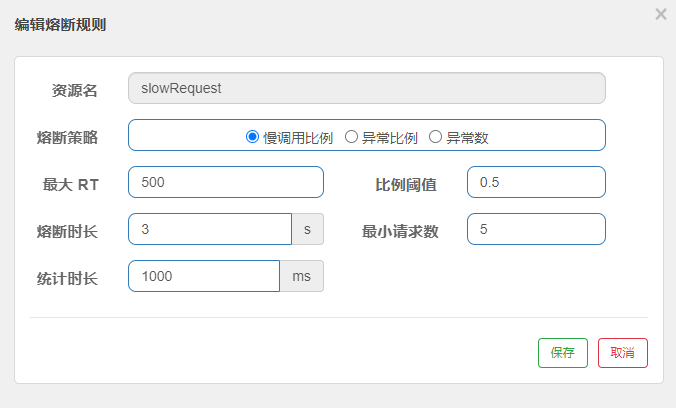 编辑熔断规则 ×
资源名 slowRequest
熔断策略 慢调用比例 异常比例 异常数
最大 RT 500 比例阈值 0.5
熔断时长 3 s 最小请求数 5
统计时长 1000 ms
保存 取消